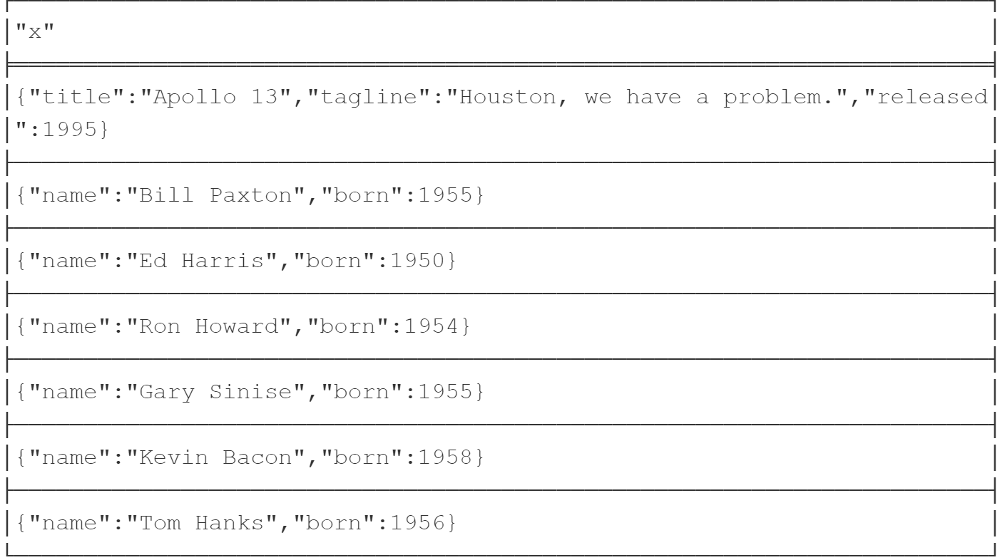 "x"
{"title":"Apollo 13","tagline":"Houston, we have a problem.","released
":1995}
{"name":"Bill Paxton","born":1955}
{"name":"Ed Harris","born":1950}
{"name":"Ron Howard","born":1954}
{"name":"Gary Sinise","born":1955}
{"name":"Kevin Bacon","born":1958}
{"name":"Tom Hanks","born":1956}